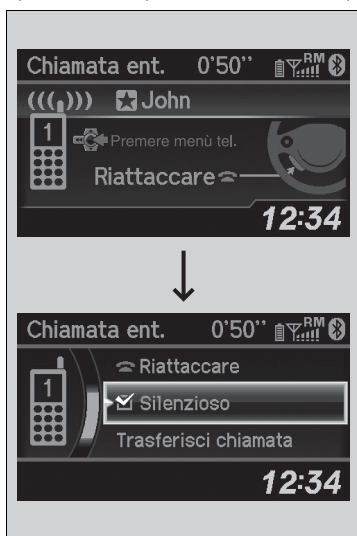 Chiamata ent. 0'50'' RM
John
1 Premere menù tel.
Riattaccare
12:34
Chiamata ent. 0'50'' RM
Riattaccare
1 Silenzioso
Trasferisci chiamata
12:34